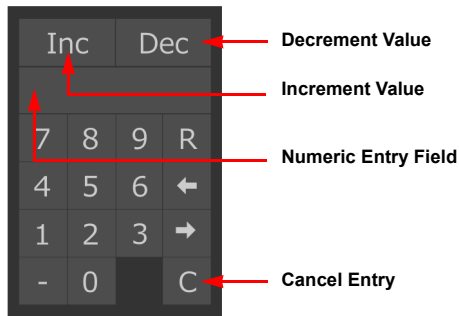 Inc Dec
Decrement Value
Increment Value
7 8 9 R
Numeric Entry Field
4 5 6 ←
1 2 3 →
- 0 C
Cancel Entry